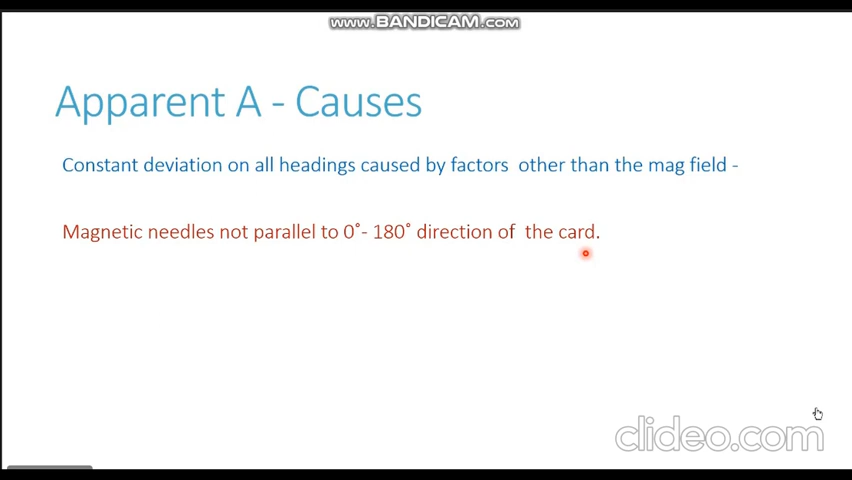 WWW.BANDICAM.COM
Apparent A - Causes
Constant deviation on all headings caused by factors  other than the mag field -
Magnetic needles not parallel to 0˚- 180˚ direction of  the card.
clideo.com